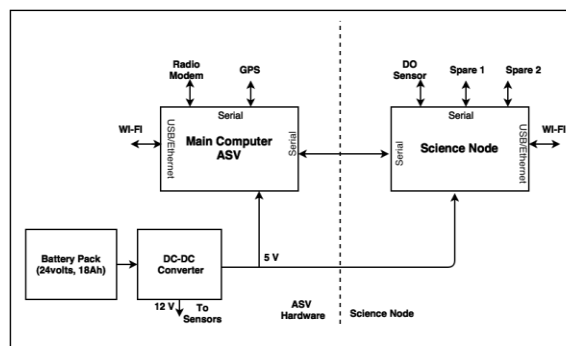 Radio
Modem
GPS
DO
Sensor
Spare 1
Spare 2
Serial
Serial
WI-FI
USB/Ethernet
Main Computer
ASV
Serial
Serial
Science Node
USB/Ethernet
WI-FI
Battery Pack
(24volts, 18Ah)
DC-DC
Converter
5 V
12 V
To
Sensors
ASV
Hardware
Science Node